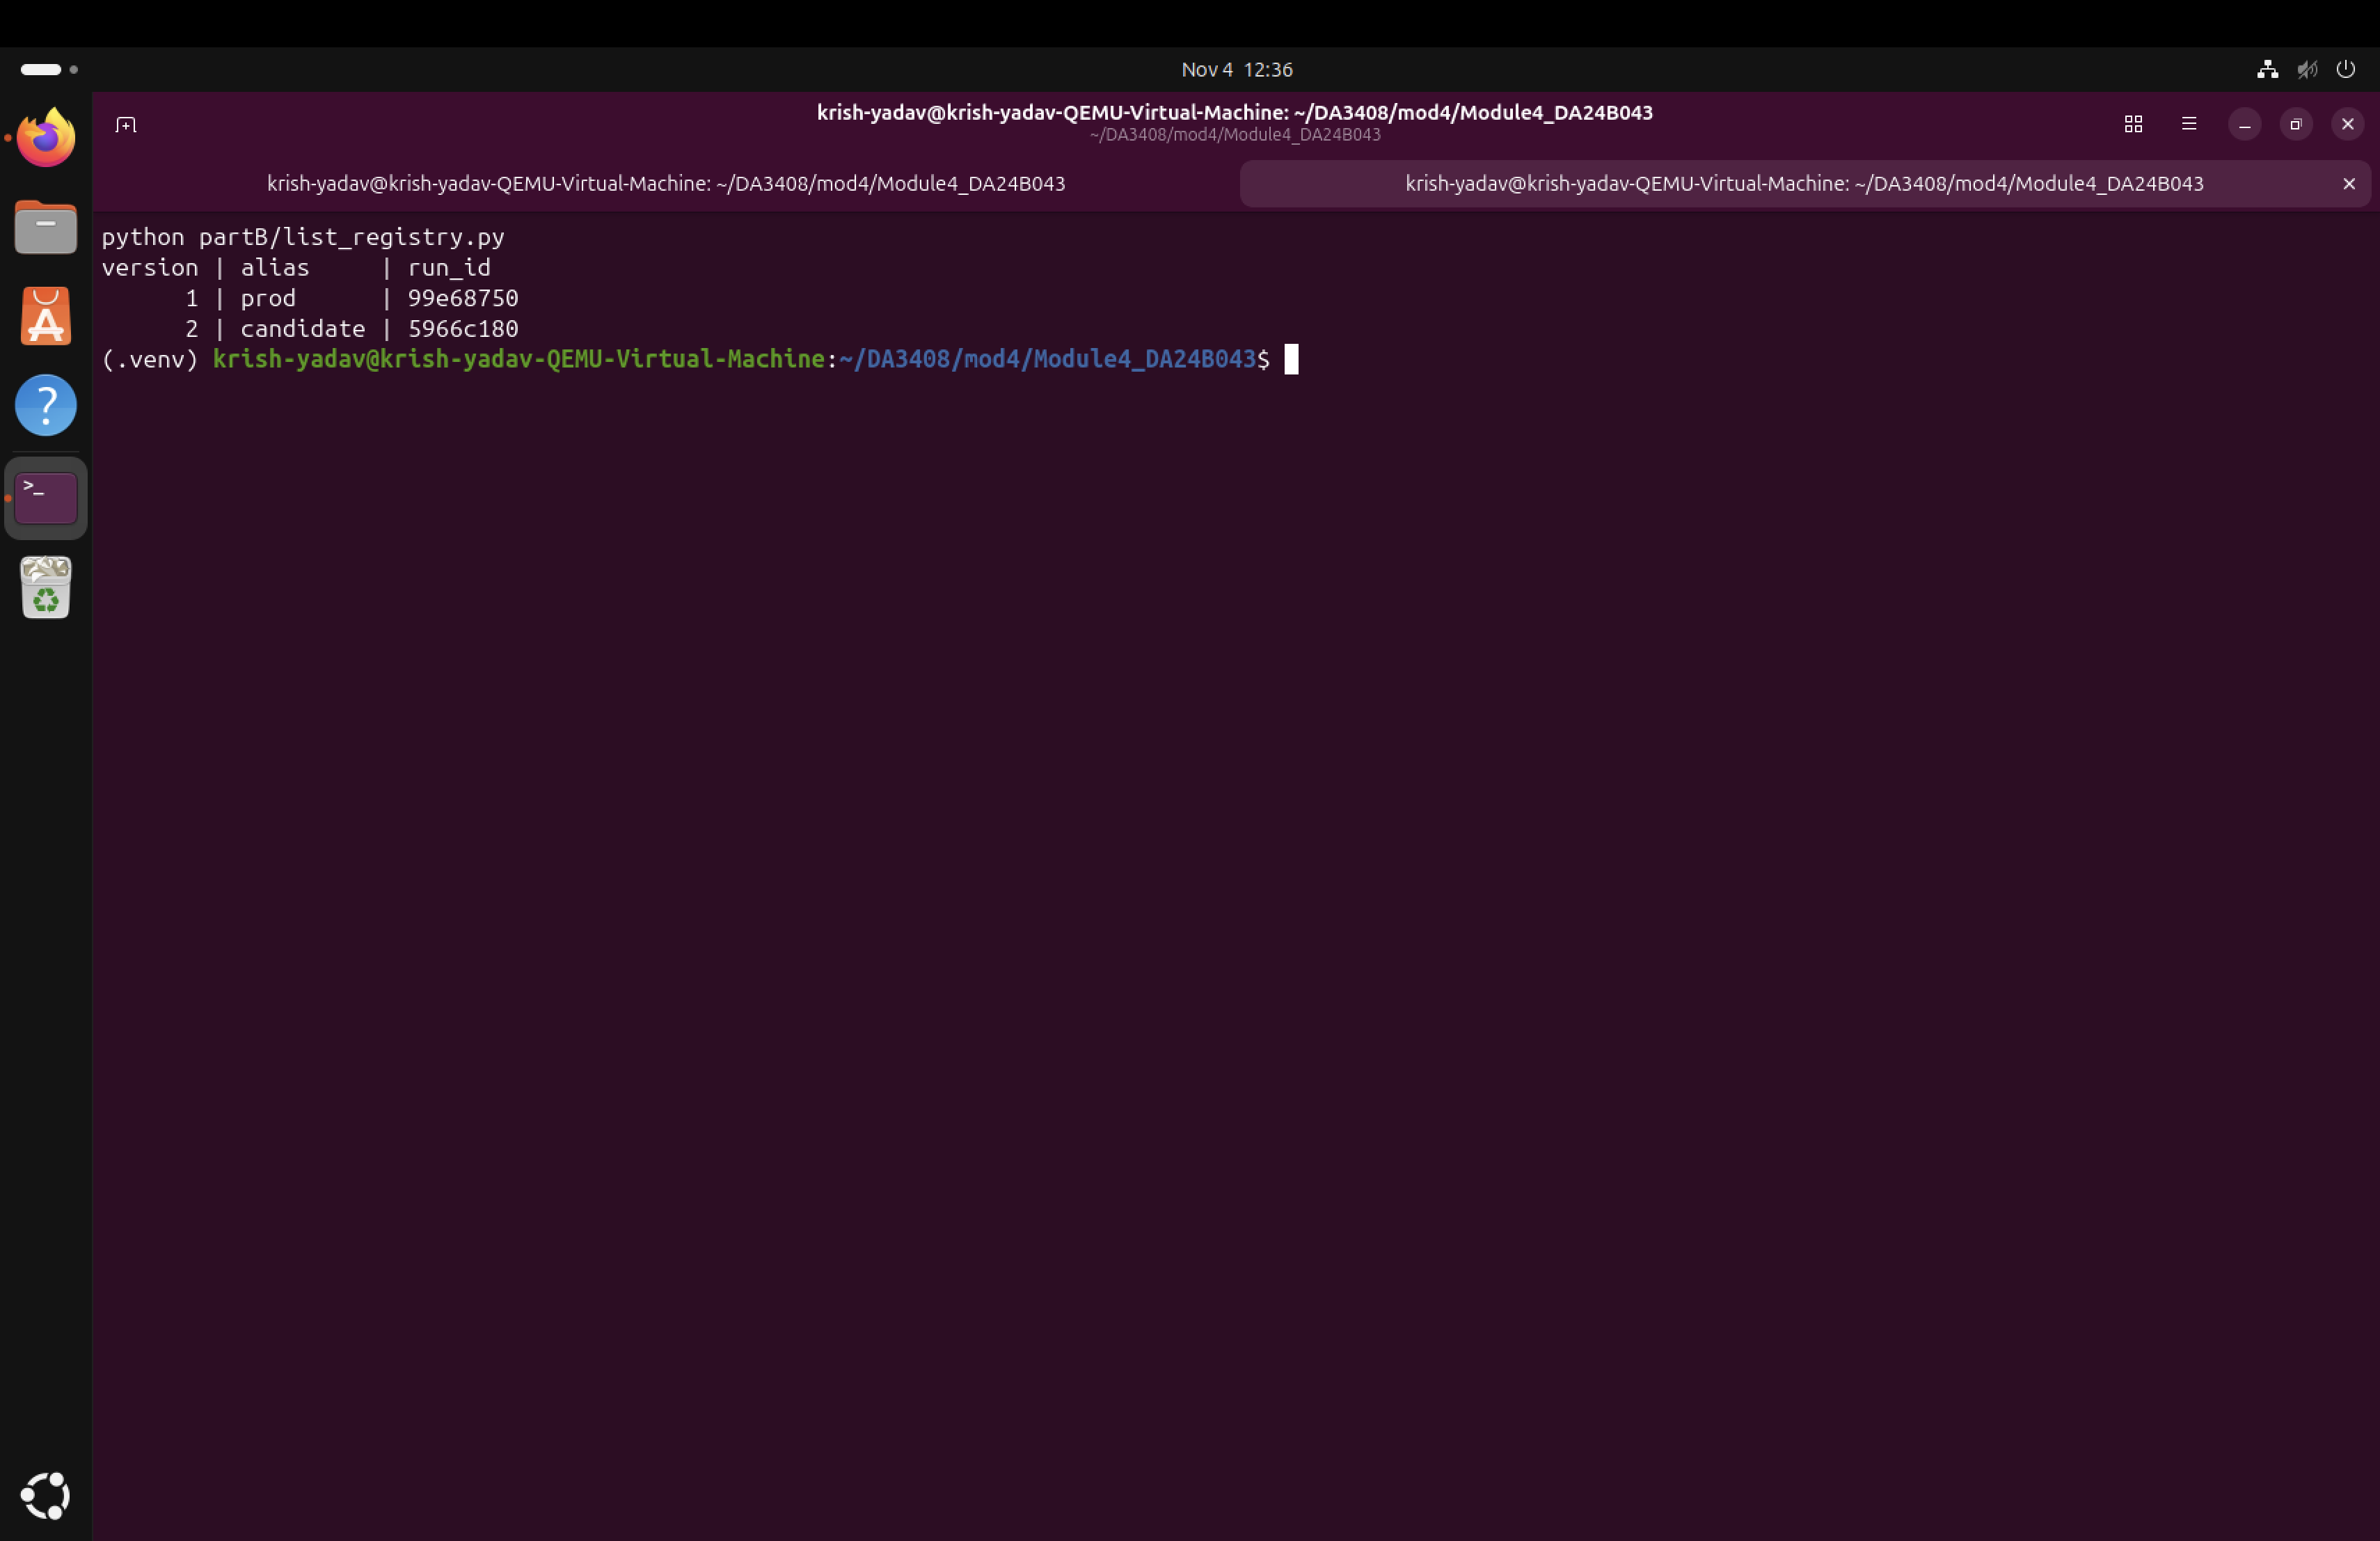 Nov 4 12:36
krish-yadav@krish-yadav-QEMU-Virtual-Machine: ~/DA3408/mod4/Module4_DA24B043
~/DA3408/mod4/Module4_DA24B043
krish-yadav@krish-yadav-QEMU-Virtual-Machine: ~/DA3408/mod4/Module4_DA24B043
krish-yadav@krish-yadav-QEMU-Virtual-Machine: ~/DA3408/mod4/Module4_DA24B043
python partB/list_registry.py
version | alias     | run_id
      1 | prod      | 99e68750
      2 | candidate | 5966c180
(.venv) krish-yadav@krish-yadav-QEMU-Virtual-Machine:~/DA3408/mod4/Module4_DA24B043$